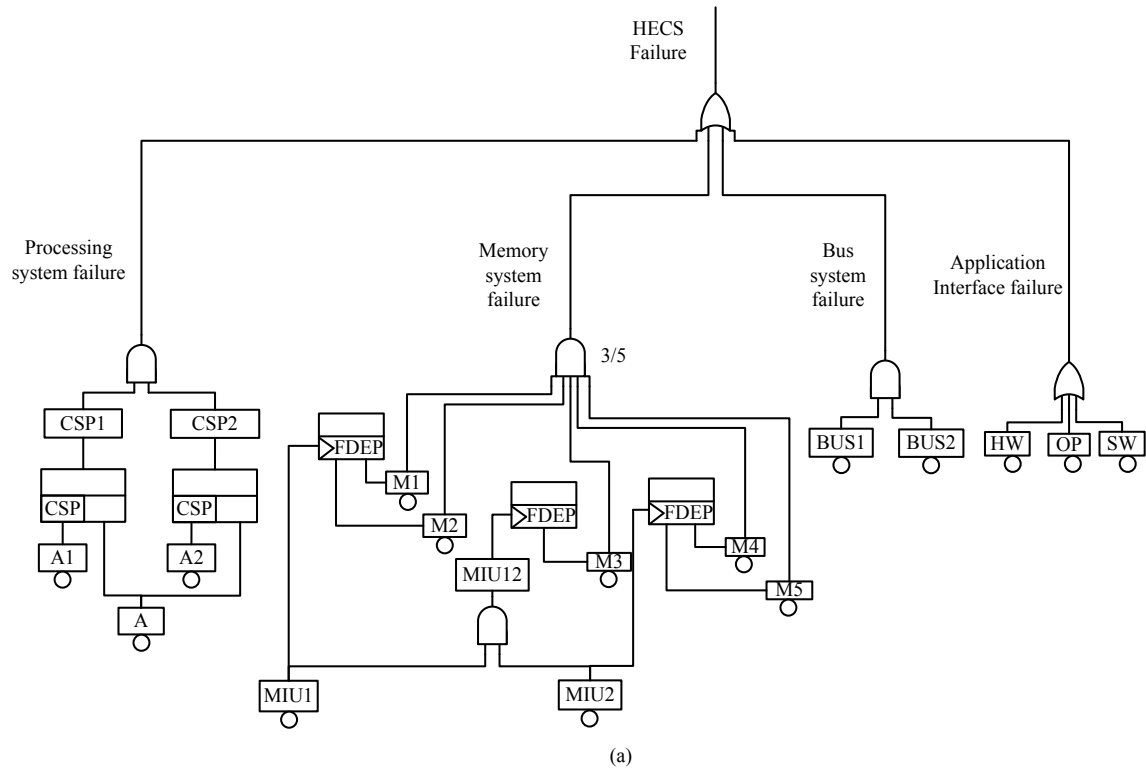 HECS
Failure
Processing
system failure
Memory
system
failure
Bus
system
failure
Application
Interface failure
3/5
CSP1
CSP2
BUS1
BUS2
HW
OP
SW
FDEP
M1
CSP
CSP
M2
FDEP
FDEP
A1
A2
MIU12
M3
M4
M5
A
MIU1
MIU2
(a)